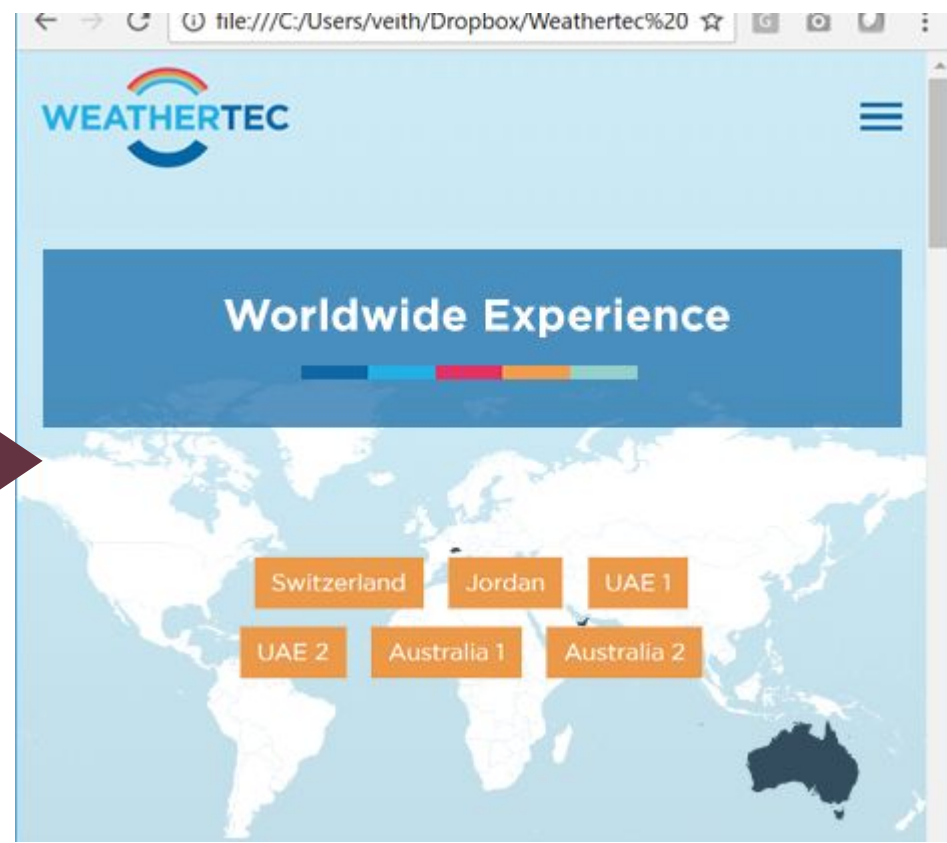 file:///C:/Users/veith/Dropbox/Weathertec%20
WEATHERTEC
Worldwide Experience
Switzerland Jordan UAE 1
UAE 2 Australia 1 Australia 2